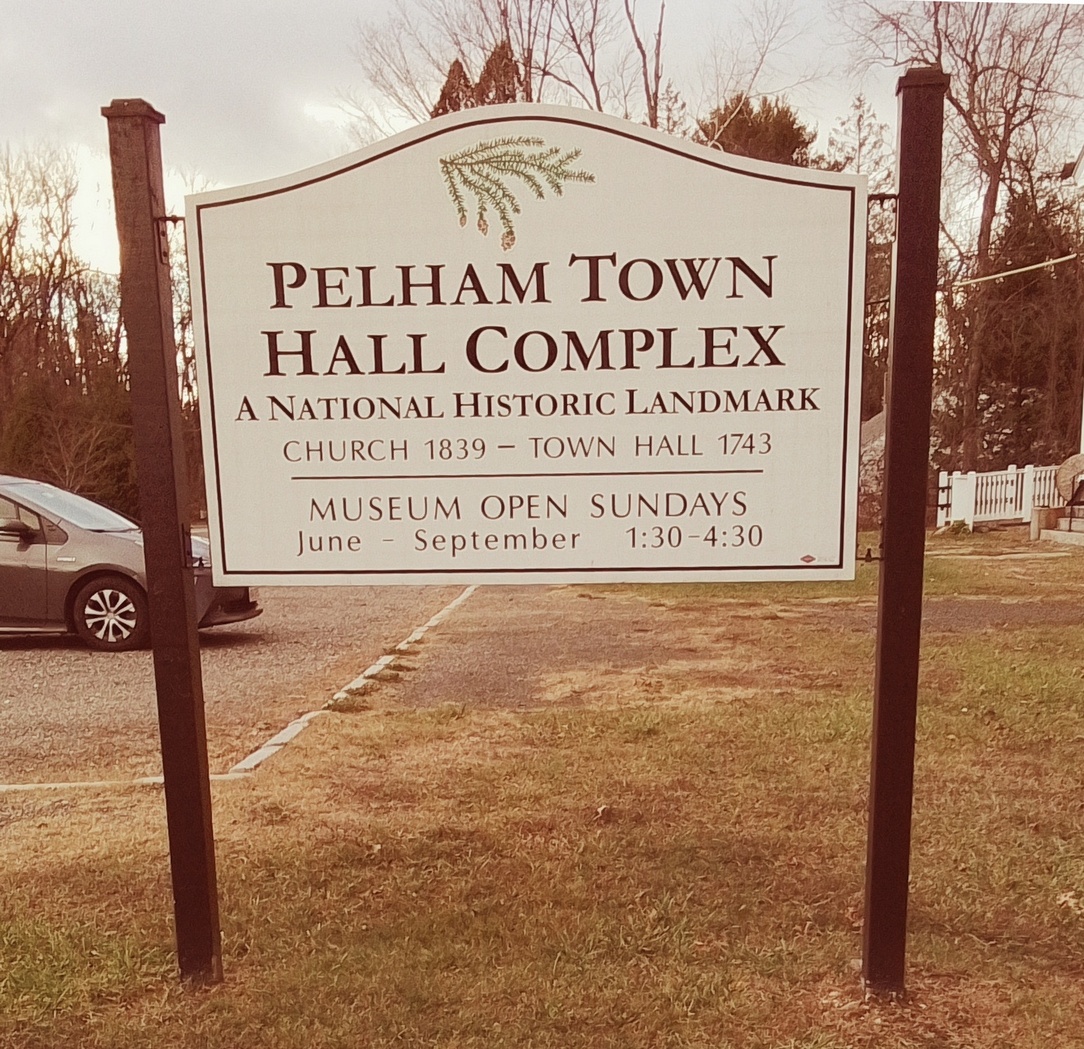 PELHAM TOWN
HALL COMPLEX
A NATIONAL HISTORIC LANDMARK
CHURCH 1839 – TOWN HALL 1743
MUSEUM OPEN SUNDAYS
June - September 1:30-4:30